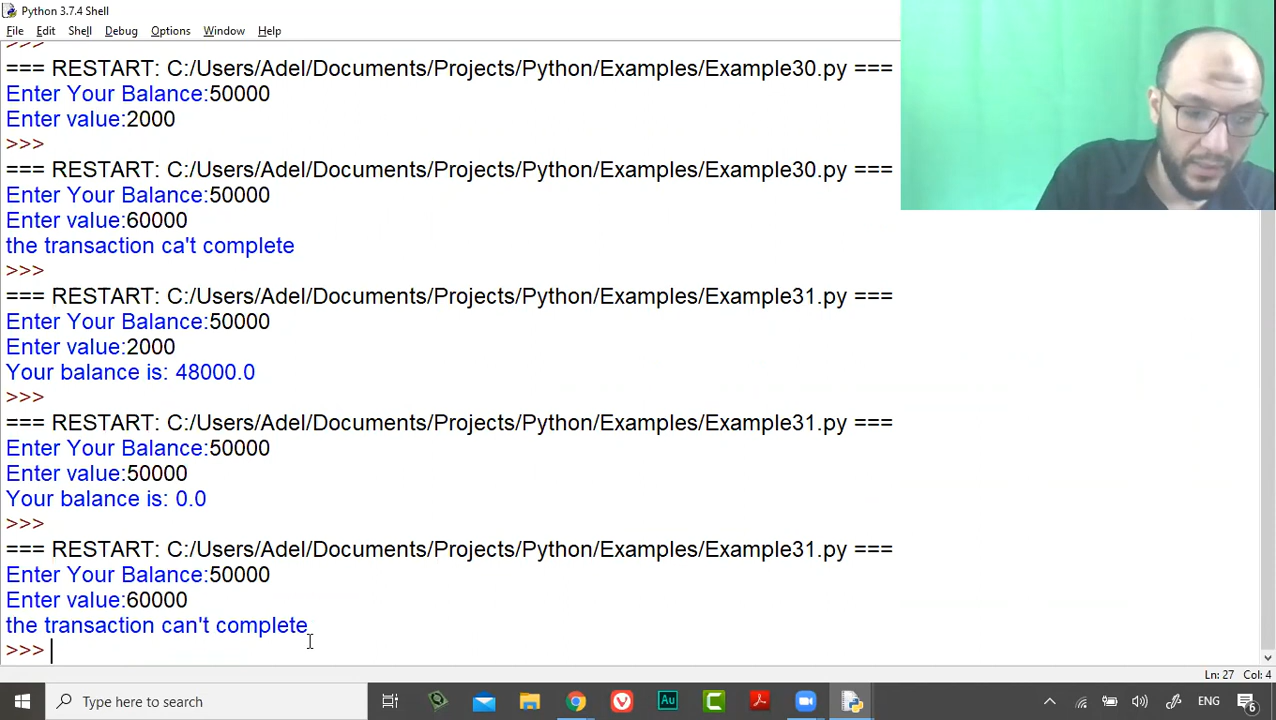 Python 3.7.4 Shell
File Edit Shell Debug Options Window Help
>>>
=== RESTART: C:/Users/Adel/Documents/Projects/Python/Examples/Example30.py ===
Enter Your Balance:50000
Enter value:2000
>>>
=== RESTART: C:/Users/Adel/Documents/Projects/Python/Examples/Example30.py ===
Enter Your Balance:50000
Enter value:60000
the transaction ca't complete
>>>
=== RESTART: C:/Users/Adel/Documents/Projects/Python/Examples/Example31.py ===
Enter Your Balance:50000
Enter value:2000
Your balance is: 48000.0
>>>
=== RESTART: C:/Users/Adel/Documents/Projects/Python/Examples/Example31.py ===
Enter Your Balance:50000
Enter value:50000
Your balance is: 0.0
>>>
=== RESTART: C:/Users/Adel/Documents/Projects/Python/Examples/Example31.py ===
Enter Your Balance:50000
Enter value:60000
the transaction can't complete
>>>
Ln: 27 Col: 4
Type here to search
Au
C
ENG
6